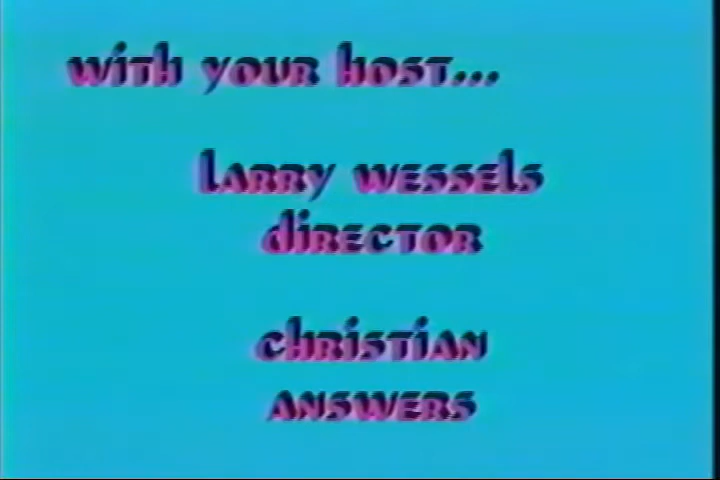 with your host...
larry wessels
director
christian
answers